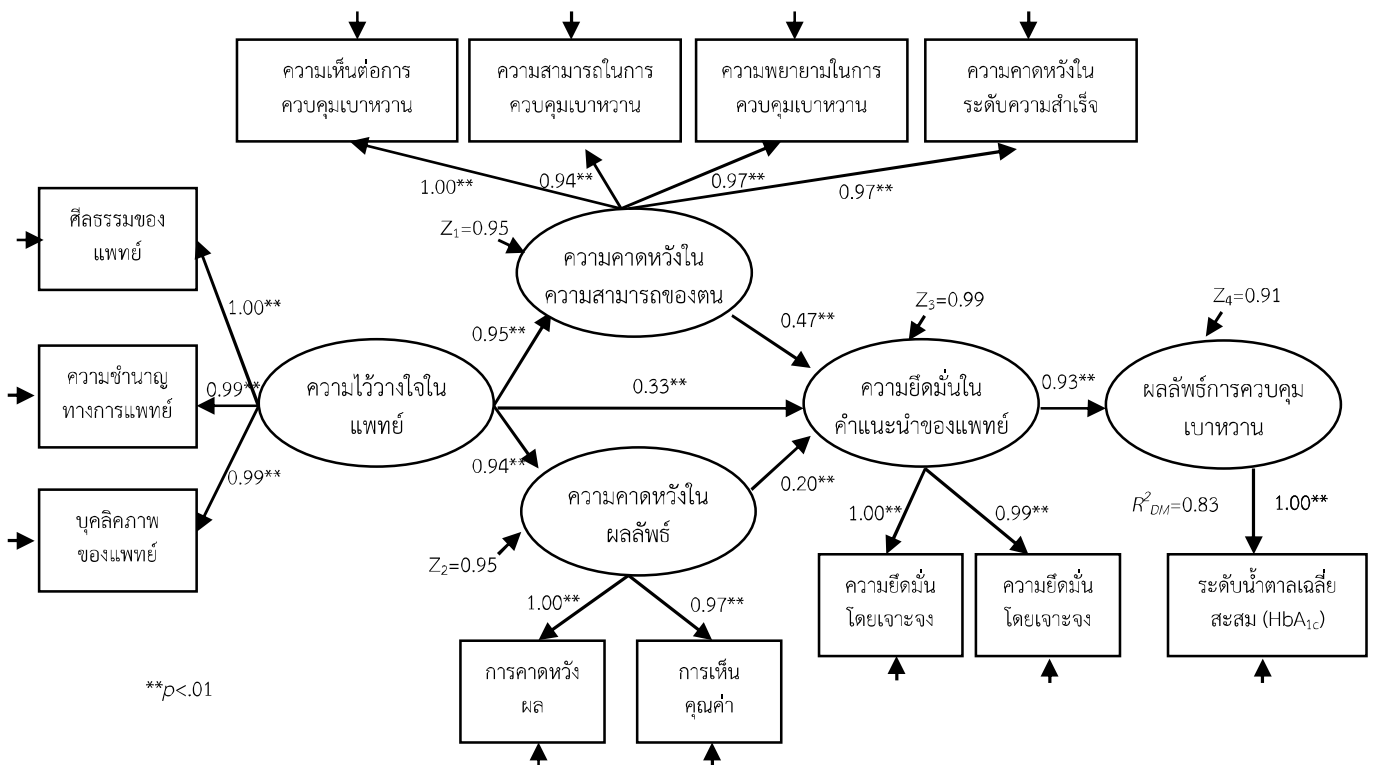 ความเห็นต่อการ
ควบคุมเบาหวาน
ความสามารถในการ
ควบคุมเบาหวาน
ความพยายามในการ
ควบคุมเบาหวาน
ความคาดหวังใน
ระดับความสำเร็จ
1.00**
0.94**
0.97**
0.97**
ศีลธรรมของ
แพทย์
ความชำนาญ
ทางการแพทย์
บุคลิกภาพ
ของแพทย์
1.00**
0.99**
0.99**
ความไว้วางใจใน
แพทย์
Z₁=0.95
ความคาดหวังใน
ความสามารถของตน
0.95**
0.33**
0.94**
0.47**
0.20**
Z₂=0.95
ความคาดหวังใน
ผลลัพธ์
1.00**
0.97**
การคาดหวัง
ผล
การเห็น
คุณค่า
Z₃=0.99
ความยึดมั่นใน
คำแนะนำของแพทย์
0.93**
1.00**
0.99**
ความยึดมั่น
โดยเจาะจง
ความยึดมั่น
โดยเจาะจง
Z₄=0.91
ผลลัพธ์การควบคุม
เบาหวาน
R²DM=0.83
1.00**
ระดับน้ำตาลเฉลี่ย
สะสม (HbA₁c)
**p<.01